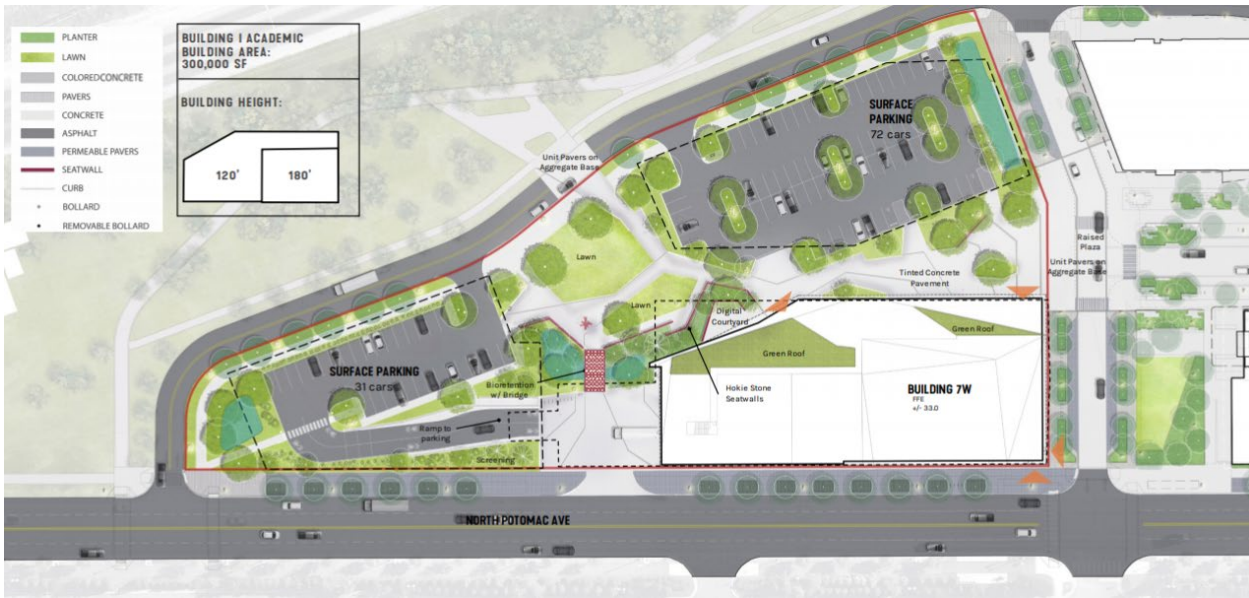 PLANTER
LAWN
COLOREDCONCRETE
PAVERS
CONCRETE
ASPHALT
PERMEABLE PAVERS
SEATWALL
CURB
BOLLARD
REMOVABLE BOLLARD
BUILDING 1 ACADEMIC
BUILDING AREA:
300,000 SF
BUILDING HEIGHT:
120'
180'
SURFACE
PARKING
72 cars
Unit Pavers on
Aggregate Base
Raised
Plaza
Unit Pavers on
Aggregate Base
Lawn
Tinted Concrete
Pavement
Lawn
Digital
Courtyard
Green Roof
Green Roof
SURFACE PARKING
31 cars
Bioretention
w/ Bridge
Hokie Stone
Seatwalls
BUILDING 7W
FFE
+/- 33.0
Ramp to
parking
Screening
NORTH POTOMAC AVE